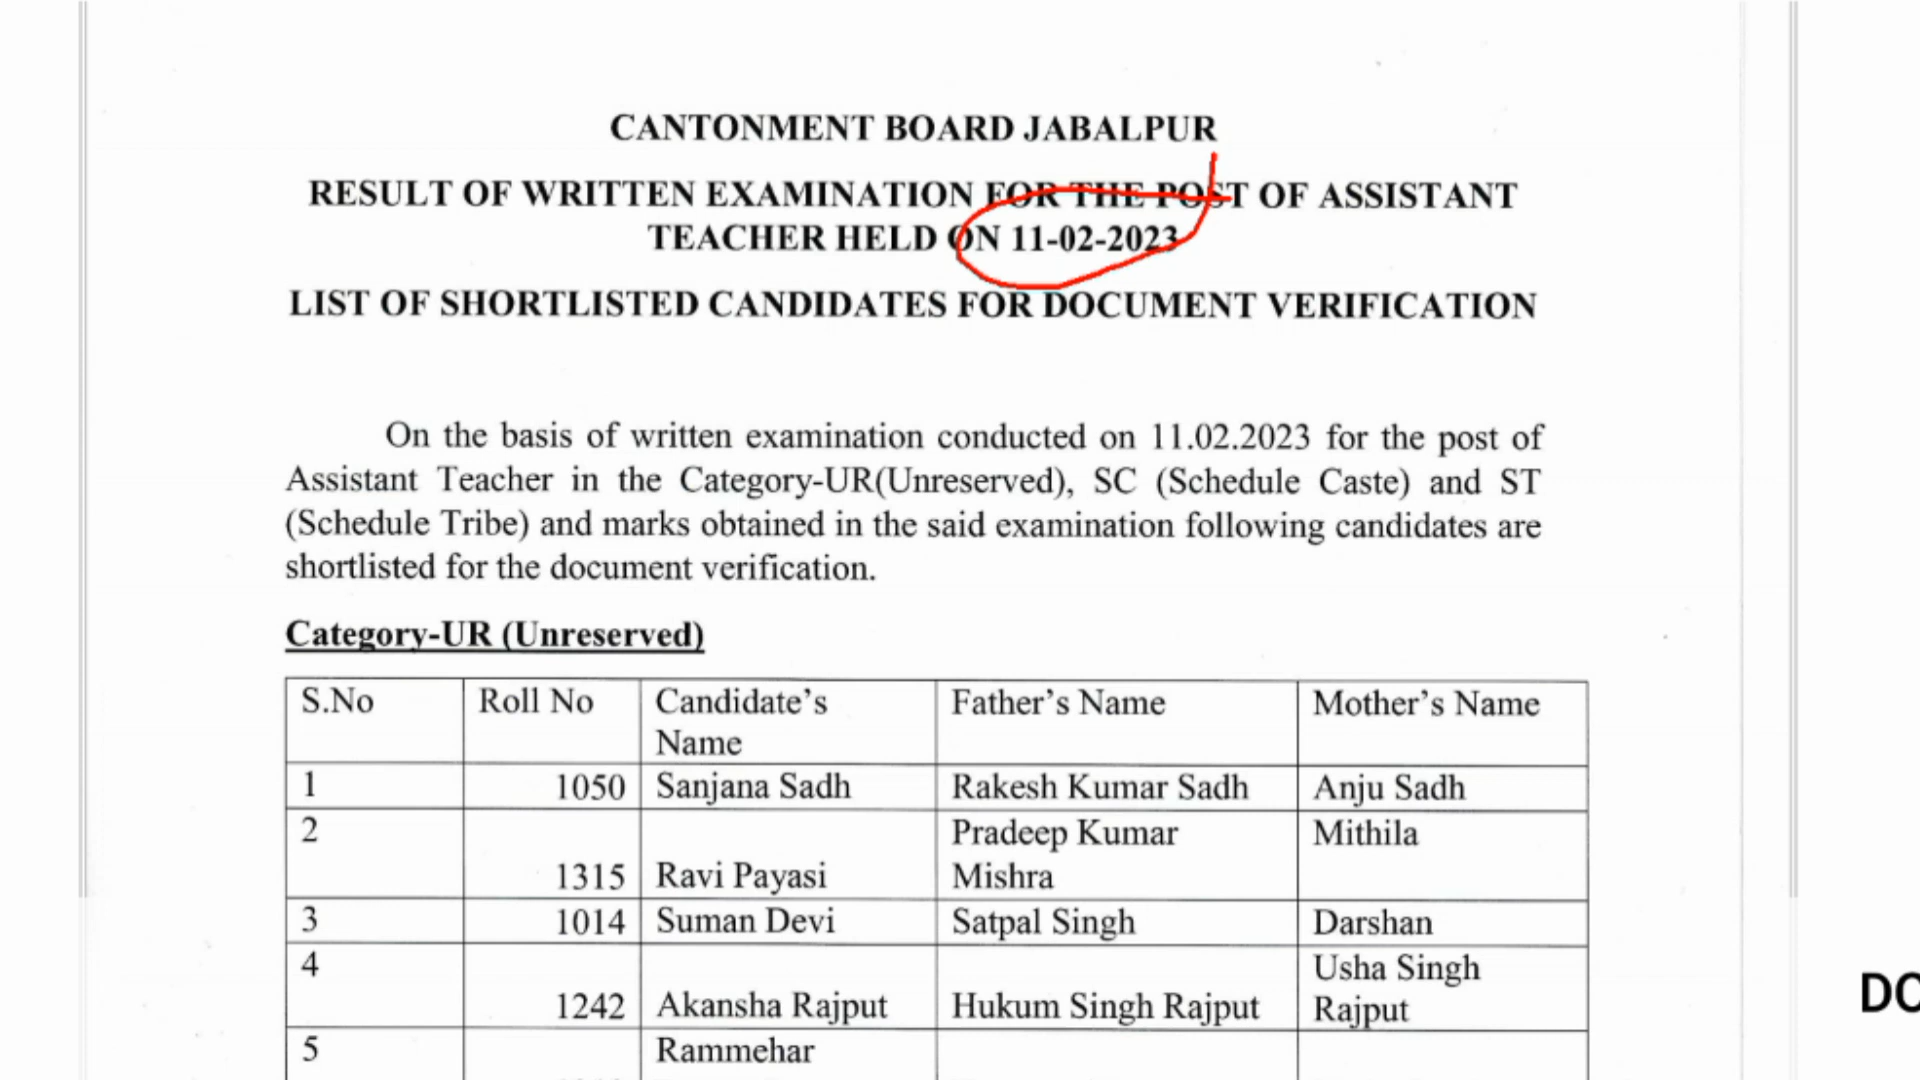 CANTONMENT BOARD JABALPUR
RESULT OF WRITTEN EXAMINATION FOR THE POST OF ASSISTANT
TEACHER HELD ON 11-02-2023
LIST OF SHORTLISTED CANDIDATES FOR DOCUMENT VERIFICATION
On the basis of written examination conducted on 11.02.2023 for the post of
Assistant Teacher in the Category-UR(Unreserved), SC (Schedule Caste) and ST
(Schedule Tribe) and marks obtained in the said examination following candidates are
shortlisted for the document verification.
Category-UR (Unreserved)
S.No Roll No Candidate's Name Father's Name Mother's Name
1 1050 Sanjana Sadh Rakesh Kumar Sadh Anju Sadh
2 1315 Ravi Payasi Pradeep Kumar Mishra Mithila
3 1014 Suman Devi Satpal Singh Darshan
4 1242 Akansha Rajput Hukum Singh Rajput Usha Singh Rajput
5 Rammehar